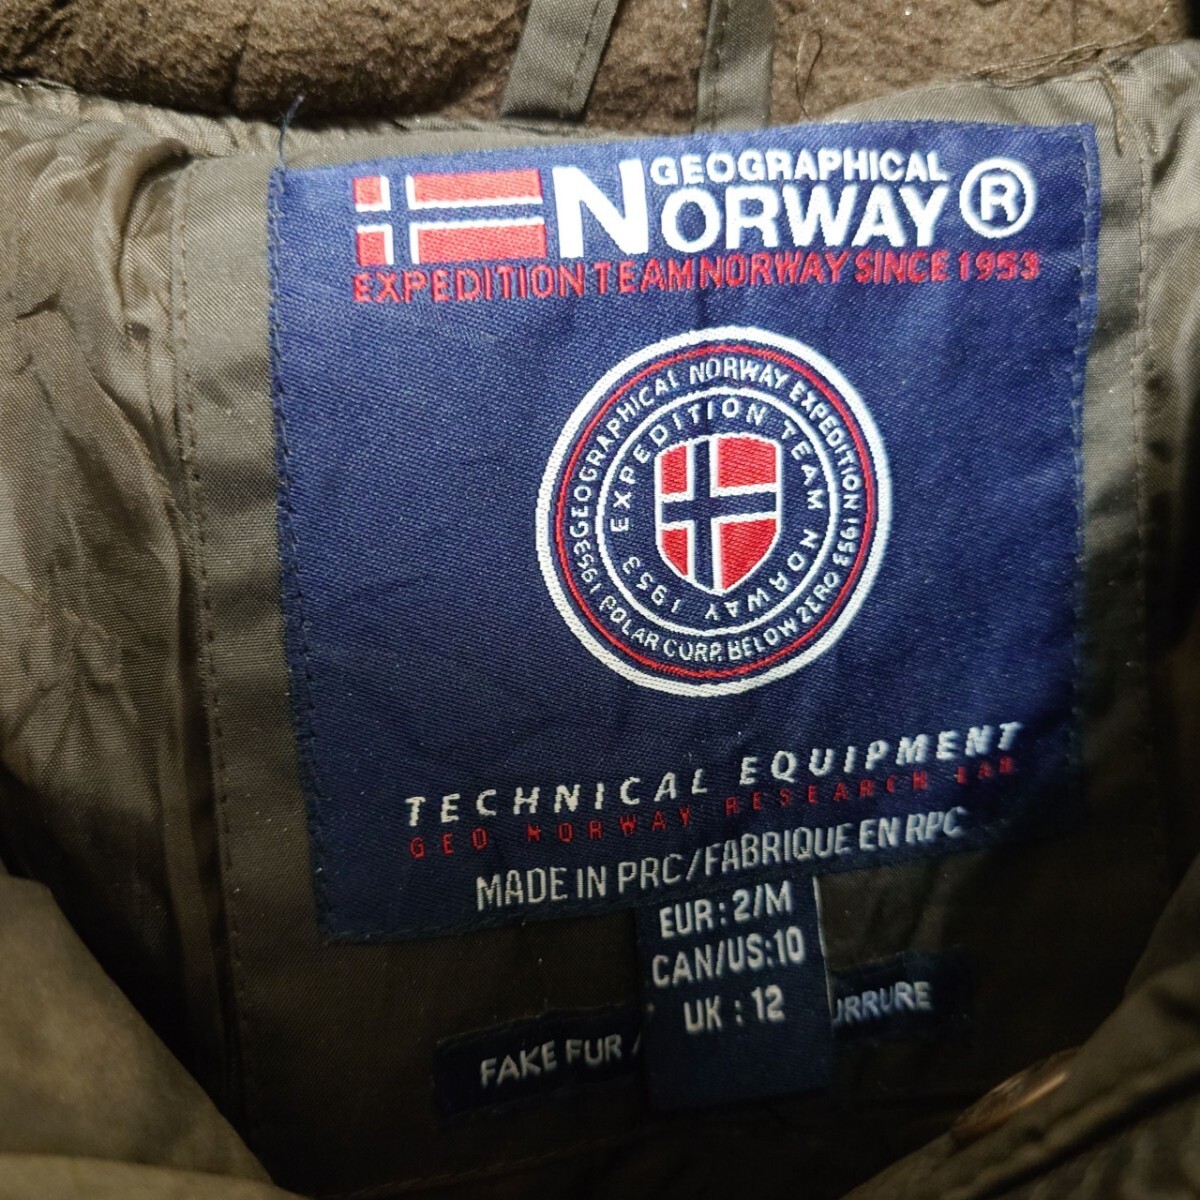 GEOGRAPHICAL
NORWAY ®
EXPEDITION TEAM NORWAY SINCE 1953
GEOGRAPHICAL NORWAY EXPEDITION 1953
POLAR CORP. BELOW ZERO
1953
EXPEDITION TEAM NORWAY 1953
TECHNICAL EQUIPMENT
GEO NORWAY RESEARCH LAB
MADE IN PRC/FABRIQUE EN RPC
EUR: 2/M
CAN/US:10
UK : 12
FAKE FUR /